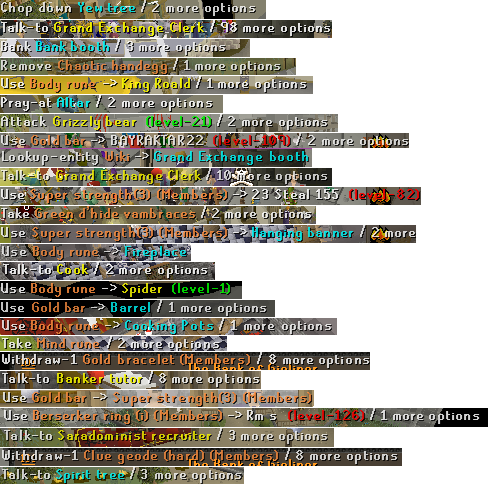 Chop down Yew tree / 2 more options
Talk-to Grand Exchange Clerk / 98 more options
Bank Bank booth / 3 more options
Remove Chaotic handegg / 1 more options
Use Body rune -> King Roald / 1 more options
Pray-at Altar / 2 more options
Attack Grizzly bear (level-21) / 2 more options
Use Gold bar -> BAYRAKTAR22 (level-104) / 2 more options
Lookup-entity Wiki -> Grand Exchange booth
Talk-to Grand Exchange Clerk / 10 more options
Use Super strength(3) (Members) -> 23 Steal 155 (level-82)
Take Green d'hide vambraces / 2 more options
Use Super strength(3) (Members) -> Hanging banner / 2 more
Use Body rune -> Fireplace
Talk-to Cook / 2 more options
Use Body rune -> Spider (level-1)
Use Gold bar -> Barrel / 1 more options
Use Body rune -> Cooking Pots / 1 more options
Take Mind rune / 2 more options
Withdraw-1 Gold bracelet (Members) / 8 more options
Talk-to Banker tutor / 8 more options
Use Gold bar -> Super strength(3) (Members)
Use Berserker ring (i) (Members) -> Rm s (level-126) / 1 more options
Talk-to Saradominist recruiter / 3 more options
Withdraw-1 Clue geode (hard) (Members) / 8 more options
Talk-to Spirit tree / 3 more options